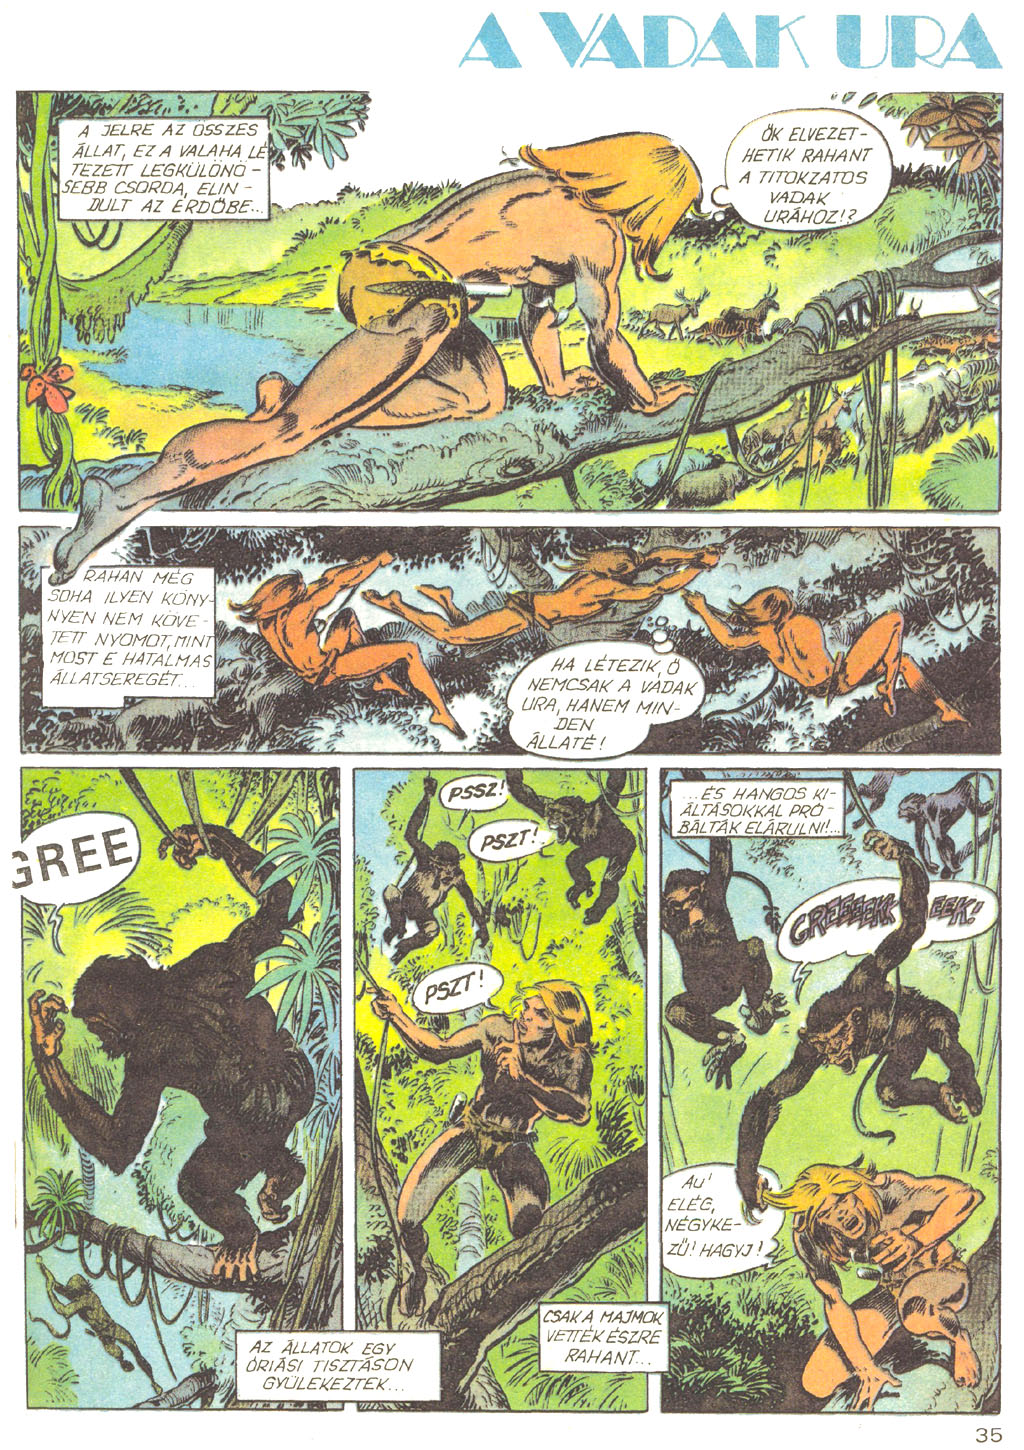 A VADAK URA
A JELRE AZ ÖSSZES
ÁLLAT, EZ A VALAHA LÉ
TEZETT LEGKÜLÖNÖ-
SEBB CSORDA, ELIN-
DULT AZ ERDŐBE...
ŐK ELVEZET-
HETIK RAHANT
A TITOKZATOS
VADAK
URÁHOZ!?
RAHAN MÉG
SOHA ILYEN KÖNY-
NYEN NEM KÖVE-
TETT NYOMOT, MINT
MOST E HATALMAS
ÁLLATSEREGÉT...
HA LÉTEZIK, Ő
NEMCSAK A VADAK
URA, HANEM MIN-
DEN
ÁLLATÉ!
GREE
AZ ÁLLATOK EGY
ÓRIÁSI TISZTÁSON
GYÜLEKEZTEK...
PSSZ!
PSZT!
PSZT!
CSAK A MAJMOK
VETTÉK ÉSZRE
RAHANT...
...ÉS HANGOS KI-
ÁLTÁSOKKAL PRÓ-
BÁLTÁK ELÁRULNI!...
GREEEEK EEK!
AU!
ELÉG,
NÉGYKE-
ZŰ! HAGYJ!
35